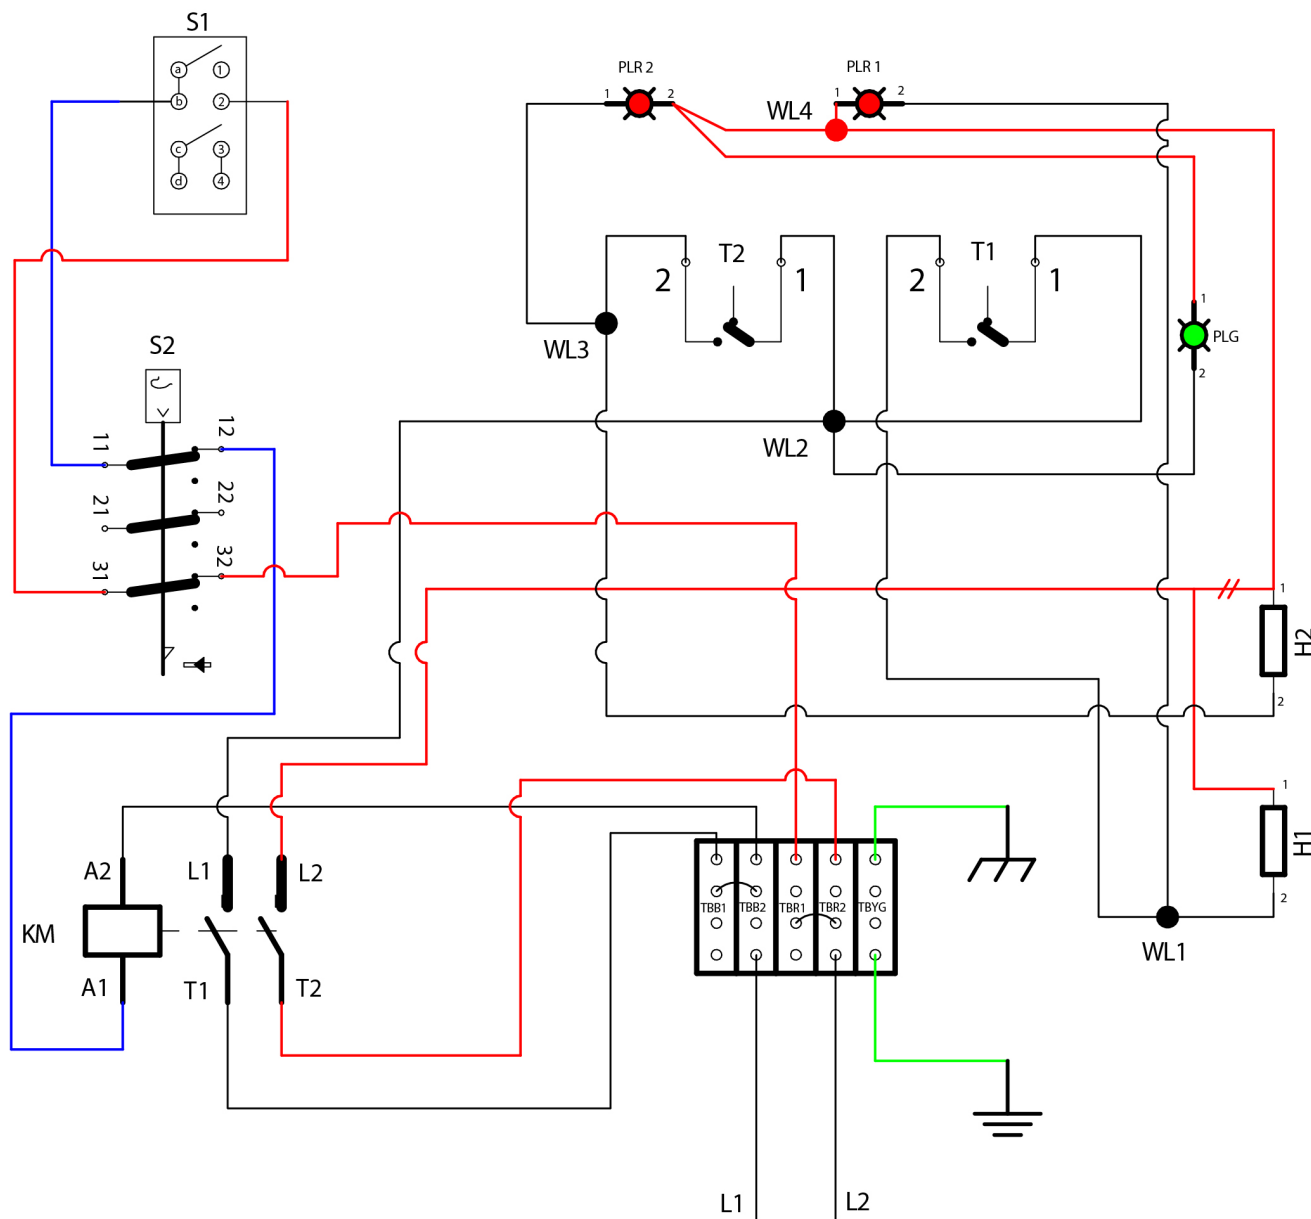 S1
a 1
b 2
c 3
d 4
PLR 2
1 2
PLR 1
1 2
WL4
T2
2 1
T1
2 1
WL3
WL2
1
PLG
2
S2
11 12
21 22
31 32
1
H2
2
1
H1
2
WL1
A2
L1
L2
KM
A1
T1
T2
TBB1 TBB2 TBR1 TBR2 TBYG
L1 L2